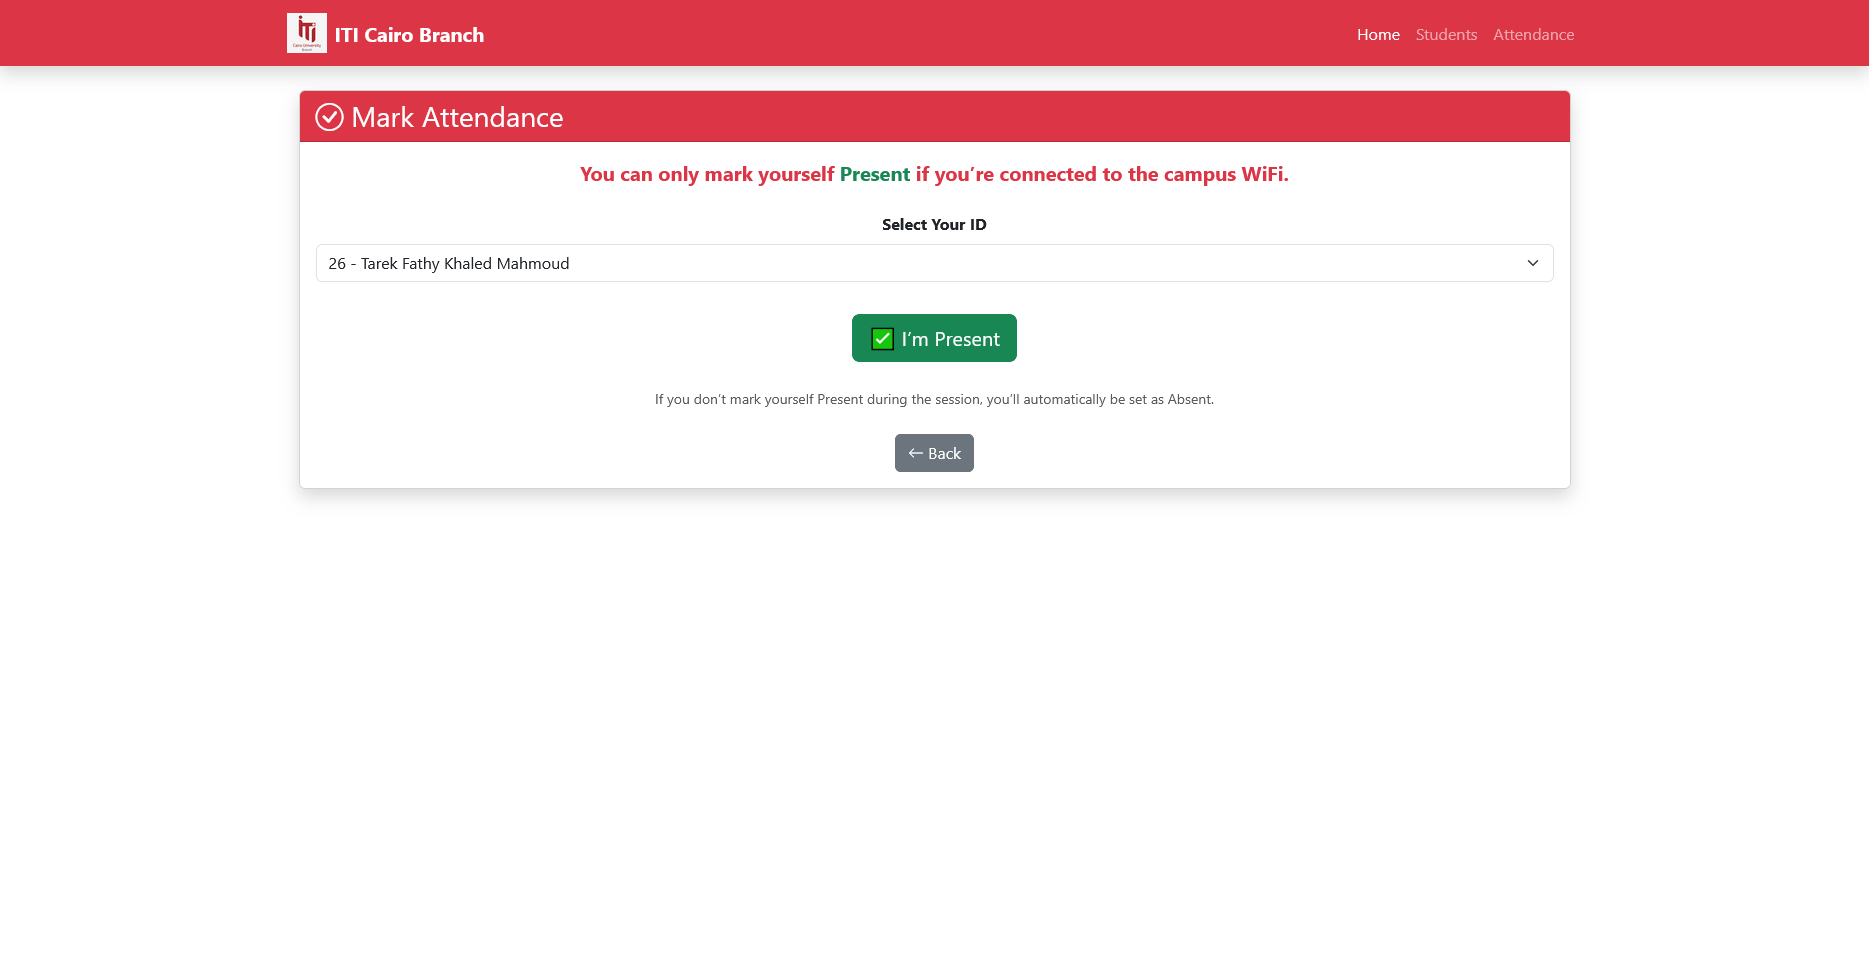 ITI Cairo Branch
Home Students Attendance
Mark Attendance
You can only mark yourself Present if you’re connected to the campus WiFi.
Select Your ID
26 - Tarek Fathy Khaled Mahmoud
✅ I’m Present
If you don’t mark yourself Present during the session, you’ll automatically be set as Absent.
← Back